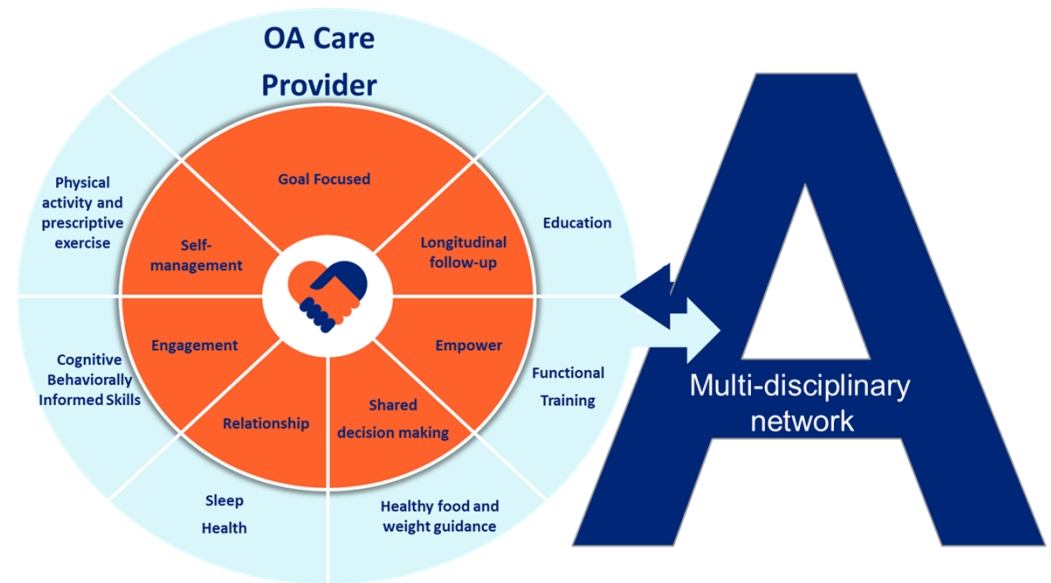 OA Care
Provider
Goal Focused
Physical
activity and
prescriptive
exercise
Self-
management
Longitudinal
follow-up
Education
Engagement
Empower
Cognitive
Behaviorally
Informed Skills
Functional
Training
Relationship
Shared
decision making
Sleep
Health
Healthy food and
weight guidance
A
Multi-disciplinary
network